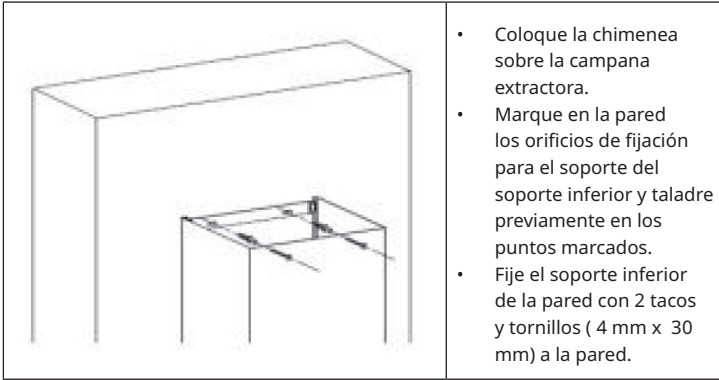 • Coloque la chimenea
sobre la campana
extractora.
• Marque en la pared
los orificios de fijación
para el soporte del
soporte inferior y taladre
previamente en los
puntos marcados.
• Fije el soporte inferior
de la pared con 2 tacos
y tornillos ( 4 mm x 30
mm) a la pared.